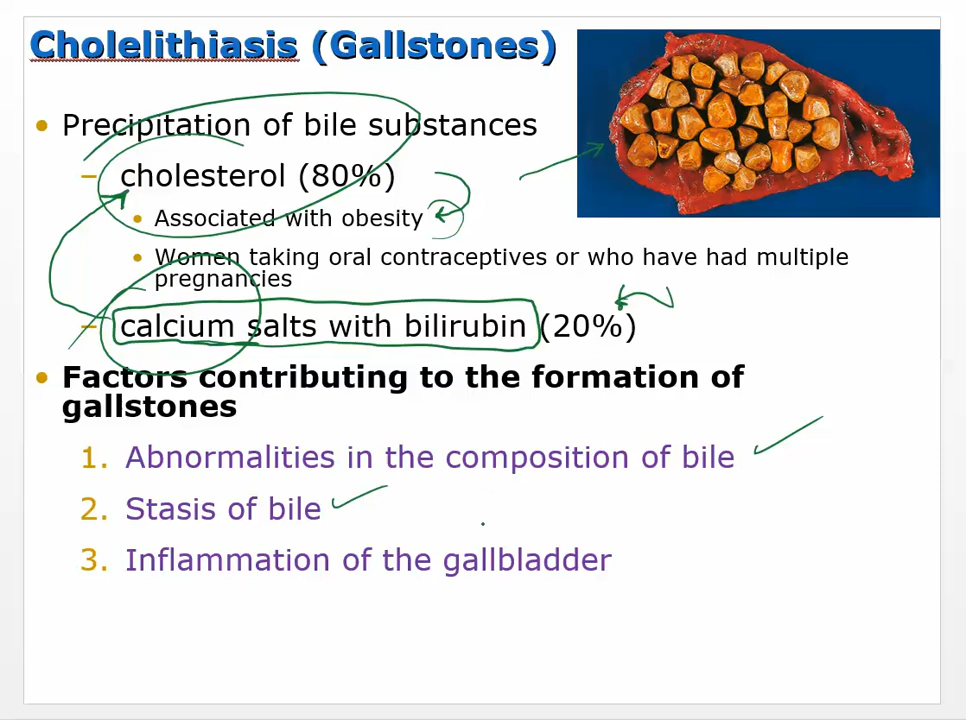 Cholelithiasis (Gallstones)
• Precipitation of bile substances
– cholesterol (80%)
• Associated with obesity
• Women taking oral contraceptives or who have had multiple
pregnancies
– calcium salts with bilirubin (20%)
• Factors contributing to the formation of
gallstones
1. Abnormalities in the composition of bile
2. Stasis of bile
3. Inflammation of the gallbladder